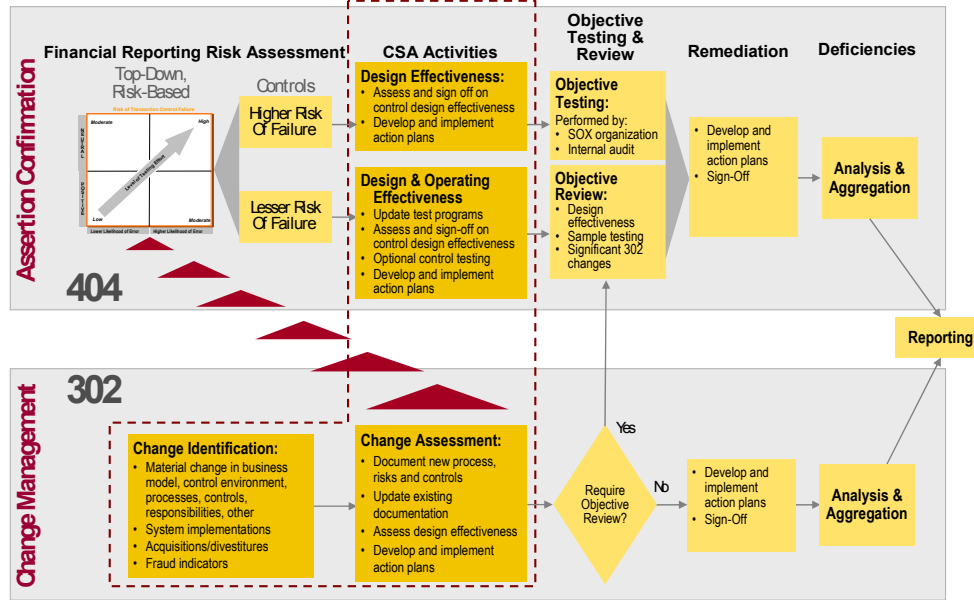 Objective
Testing &
Review
Financial Reporting Risk Assessment
CSA Activities
Remediation
Deficiencies
Assertion Confirmation
Top-Down,
Risk-Based
Controls
Risk of Transaction Control Failure
Moderate
High
Level of Testing Effort
Low
Moderate
Lower Likelihood of Error
Higher Likelihood of Error
Higher Risk
Of Failure
Lesser Risk
Of Failure
Design Effectiveness:
• Assess and sign off on
control design effectiveness
• Develop and implement
action plans
Design & Operating
Effectiveness
• Update test programs
• Assess and sign-off on
control design effectiveness
• Optional control testing
• Develop and implement
action plans
Objective
Testing:
Performed by:
• SOX organization
• Internal audit
Objective
Review:
• Design
effectiveness
• Sample testing
• Significant 302
changes
• Develop and
implement
action plans
• Sign-Off
Analysis &
Aggregation
404
Reporting
302
Change Management
Change Identification:
• Material change in business
model, control environment,
processes, controls,
responsibilities, other
• System implementations
• Acquisitions/divestitures
• Fraud indicators
Change Assessment:
• Document new process,
risks and controls
• Update existing
documentation
• Assess design effectiveness
• Develop and implement
action plans
Yes
Require
Objective
Review?
No
• Develop and
implement
action plans
• Sign-Off
Analysis &
Aggregation